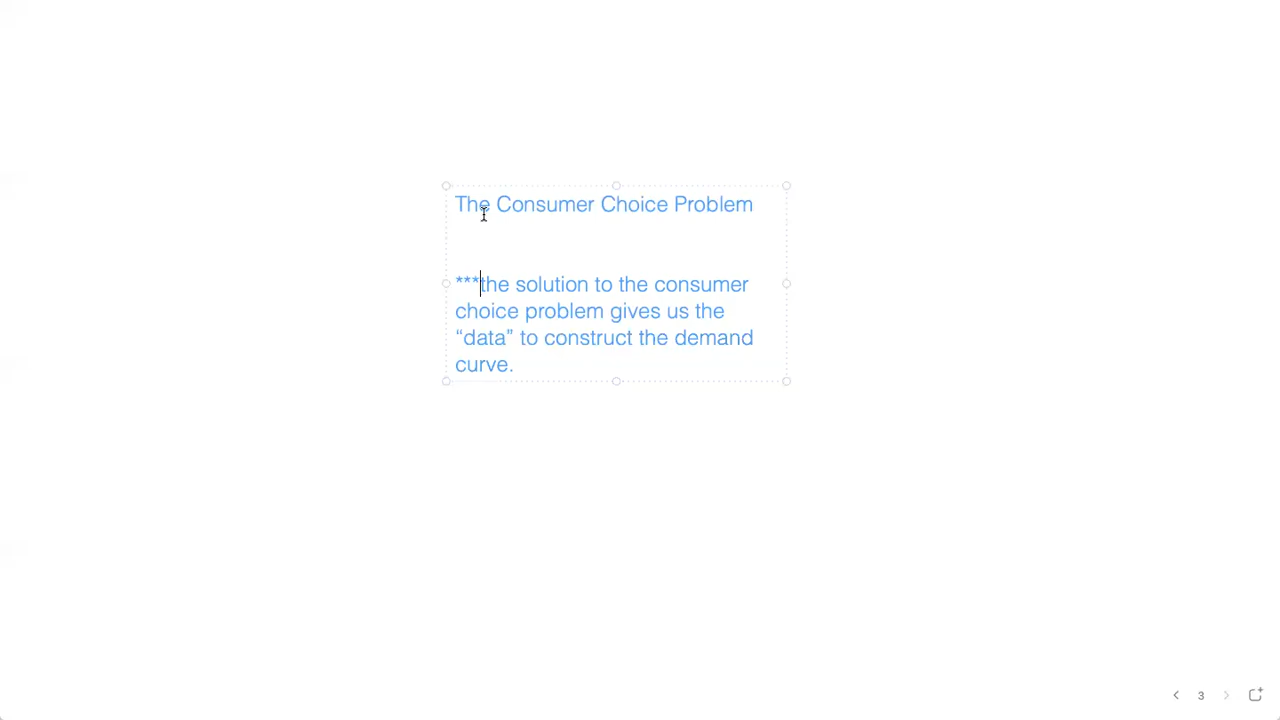 The Consumer Choice Problem
***the solution to the consumer
choice problem gives us the
“data” to construct the demand
curve.
3